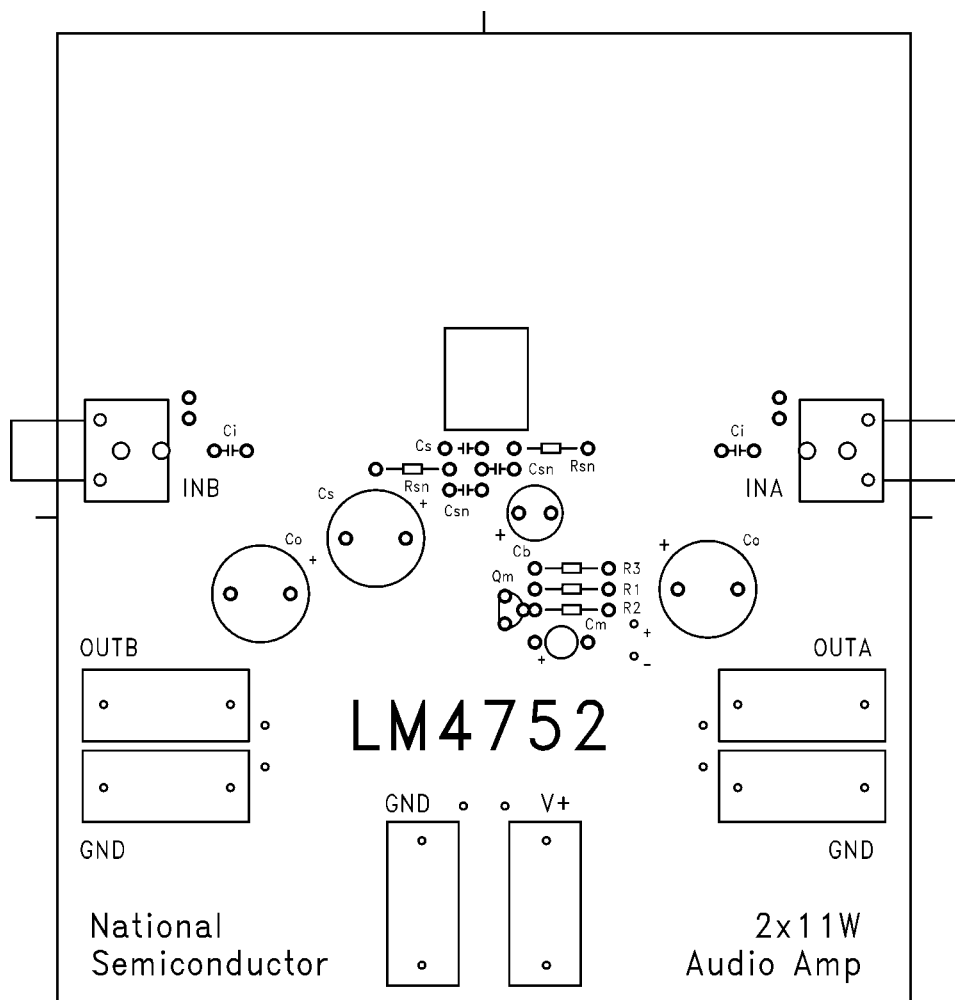 Ci
Ci
Cs
Rsn
INB
Rsn
Csn
INA
Cs
+
Csn
+
Cb
+
Co
+
Co
R3
Qm
R1
R2
Cm
+
+
-
OUTB
OUTA
LM4752
GND
V+
GND
GND
National
Semiconductor
2x11W
Audio Amp